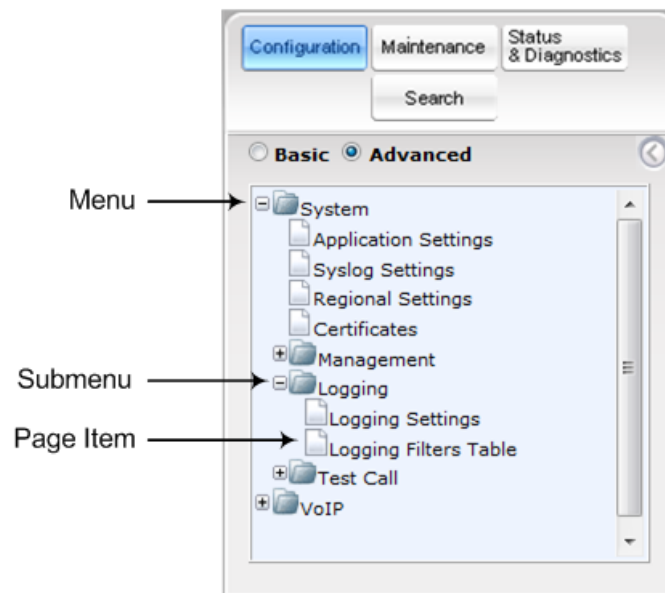 Configuration
Maintenance
Status
& Diagnostics
Search
Basic
Advanced
Menu
System
Application Settings
Syslog Settings
Regional Settings
Certificates
Management
Submenu
Logging
Logging Settings
Page Item
Logging Filters Table
Test Call
VoIP